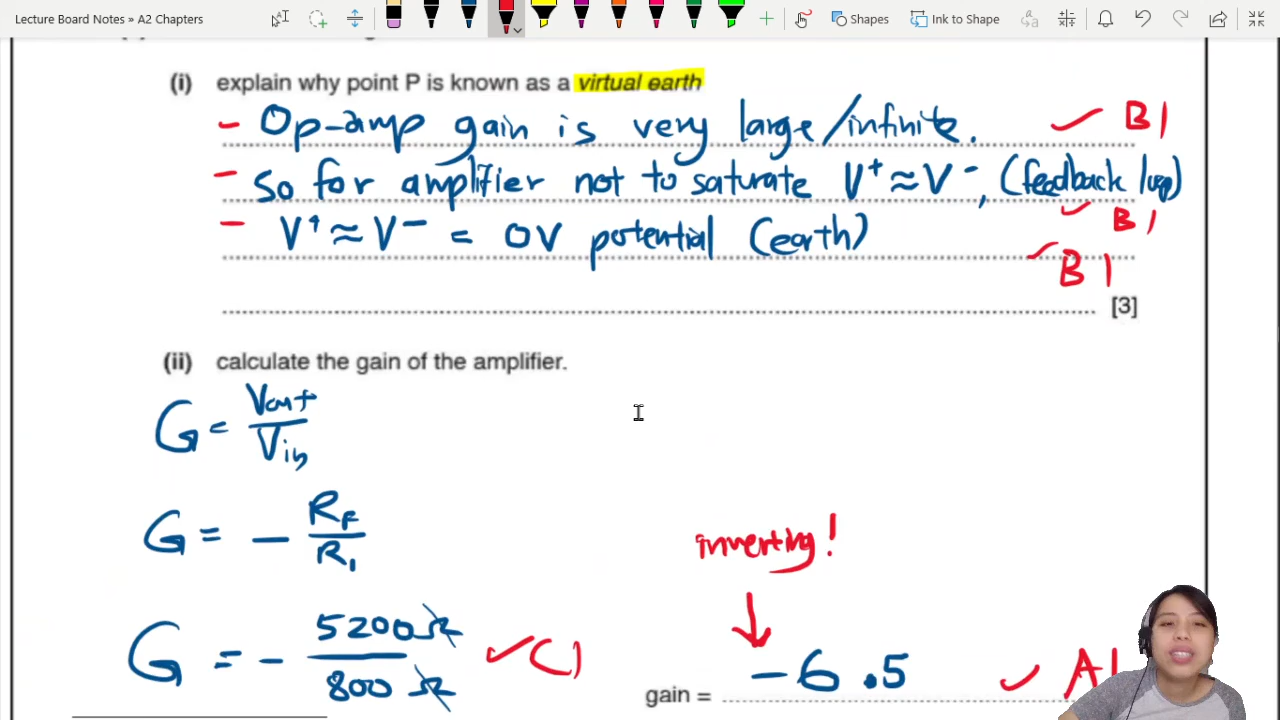 Lecture Board Notes » A2 Chapters
Shapes
Ink to Shape
(i) explain why point P is known as a virtual earth
- Op-amp gain is very large/infinite. ✓ B1
- So for amplifier not to saturate V⁺ ≈ V⁻, (feedback loop)
✓ B1
- V⁺ ≈ V⁻ = 0V potential (earth)
✓ B1
[3]
(ii) calculate the gain of the amplifier.
G = Vout / Vin
G = - RF / R1
inverting!
G = - 5200Ω / 800Ω ✓ C1
gain = -6.5 ✓ A1